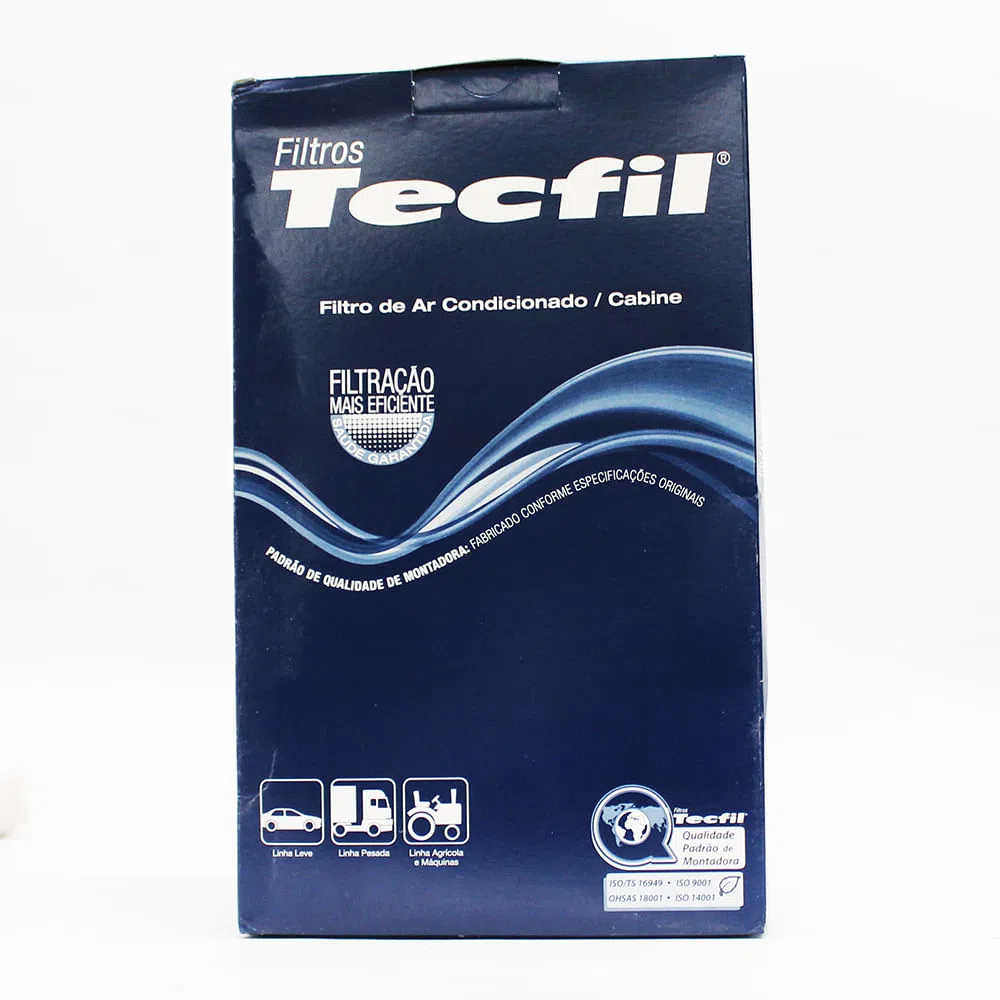 Filtros
Tecfil®
Filtro de Ar Condicionado / Cabine
FILTRAÇÃO
MAIS EFICIENTE
SAÚDE GARANTIDA
PADRÃO DE QUALIDADE DE MONTADORA: FABRICADO CONFORME ESPECIFICAÇÕES ORIGINAIS
Linha Leve
Linha Pesada
Linha Agrícola
e Máquinas
Filtros
Tecfil
Qualidade
Padrão de
Montadora
ISO/TS 16949 • ISO 9001
OHSAS 18001 • ISO 14001